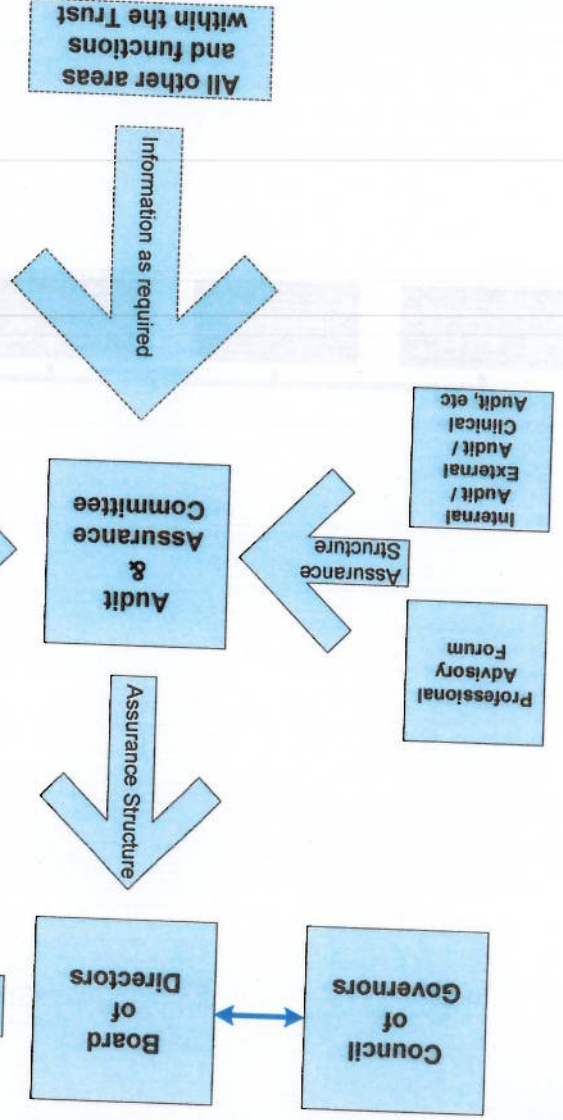 Council
of
Governors
Board
of
Directors
Assurance Structure
Professional
Advisory
Forum
Internal
Audit /
External
Audit /
Clinical
Audit, etc
Assurance
Structure
Audit
&
Assurance
Committee
Information as required
All other areas
and functions
within the Trust